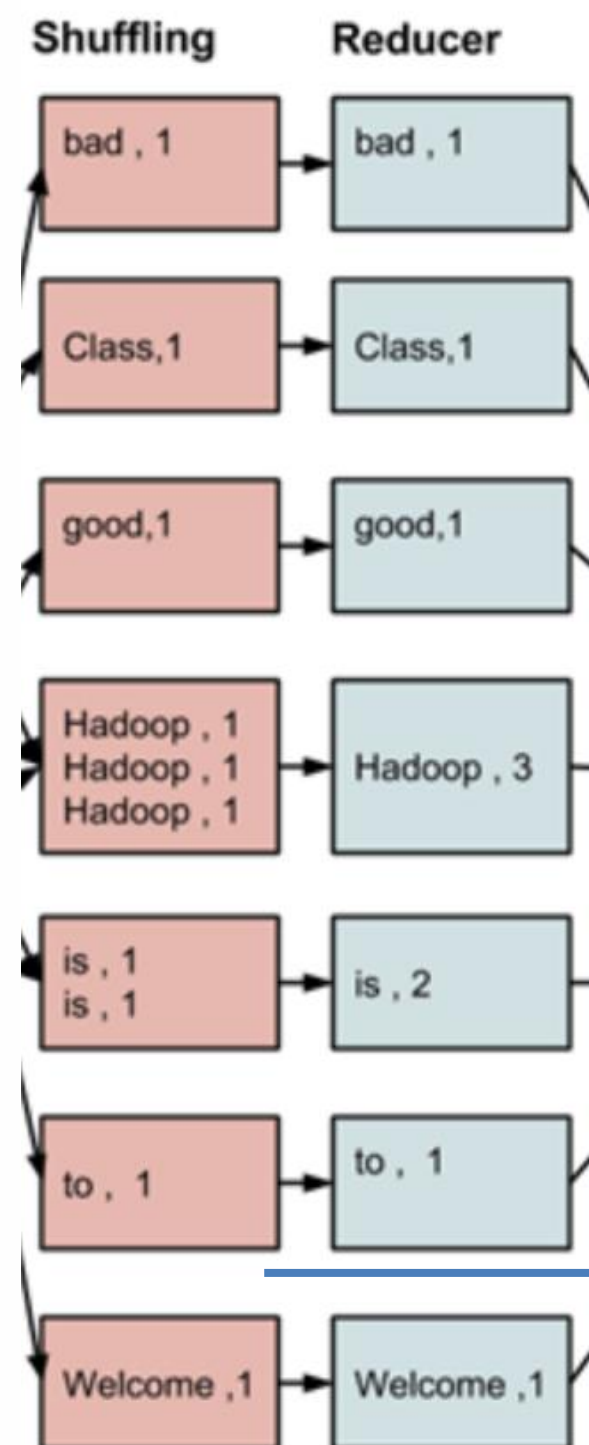 Shuffling Reducer
bad , 1
bad , 1
Class,1
Class,1
good,1
good,1
Hadoop , 1
Hadoop , 1
Hadoop , 1
Hadoop , 3
is , 1
is , 1
is , 2
to , 1
to , 1
Welcome ,1
Welcome ,1